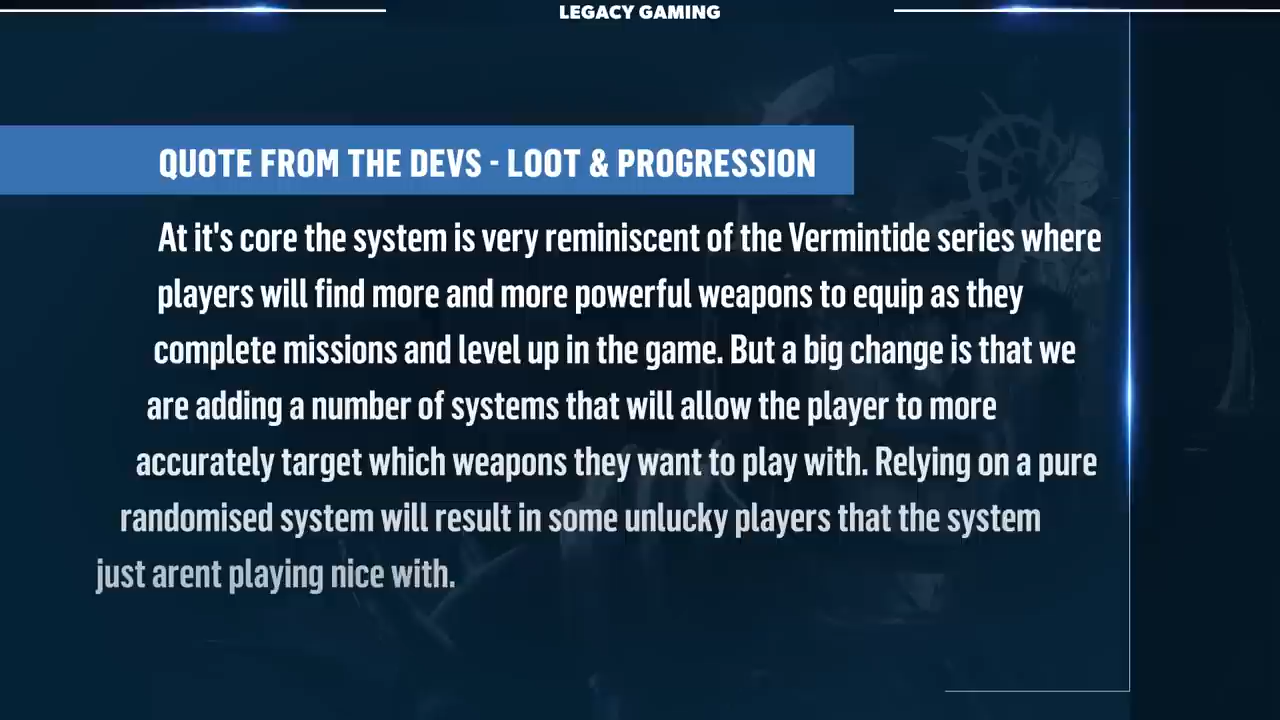 LEGACY GAMING
QUOTE FROM THE DEVS - LOOT & PROGRESSION
At it's core the system is very reminiscent of the Vermintide series where
players will find more and more powerful weapons to equip as they
complete missions and level up in the game. But a big change is that we
are adding a number of systems that will allow the player to more
accurately target which weapons they want to play with. Relying on a pure
randomised system will result in some unlucky players that the system
just arent playing nice with.